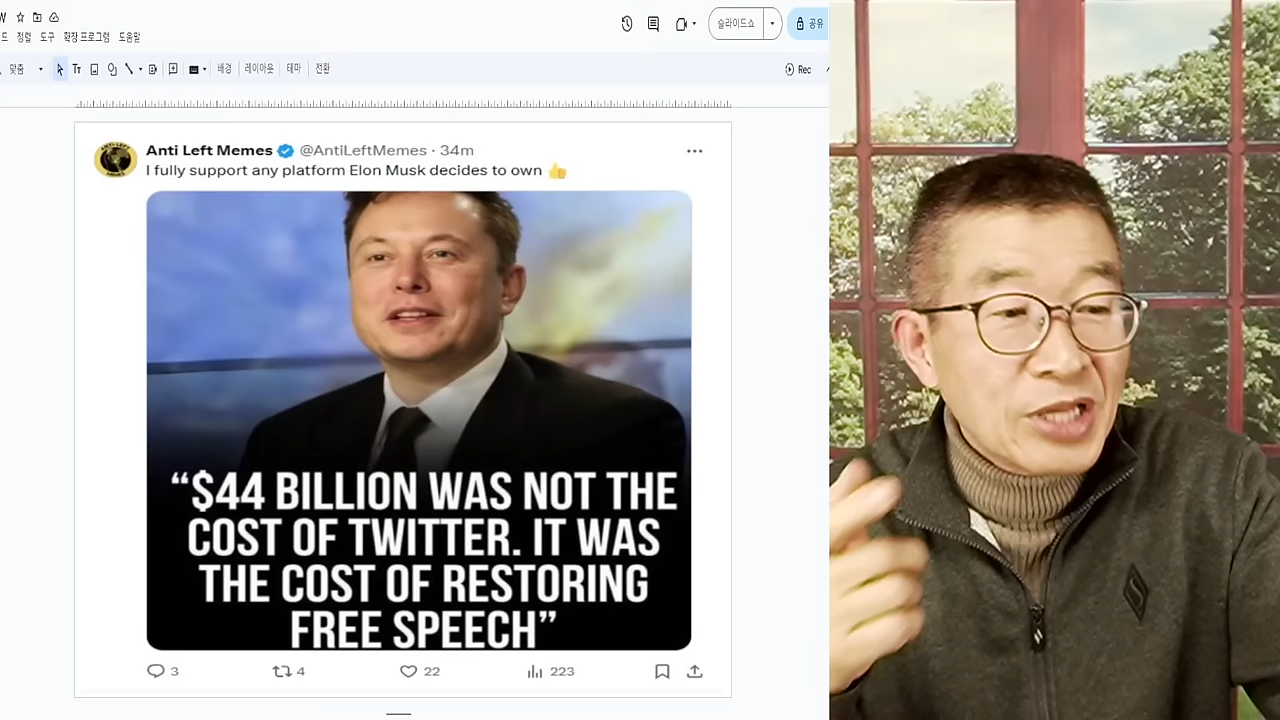 슬라이드쇼
공유
정렬 도구 확장 프로그램 도움말
맞춤
Tт
배경 레이아웃 테마 전환
Rec
Anti Left Memes @AntiLeftMemes · 34m
I fully support any platform Elon Musk decides to own 👍
“$44 BILLION WAS NOT THE
COST OF TWITTER. IT WAS
THE COST OF RESTORING
FREE SPEECH”
3 4 22 223